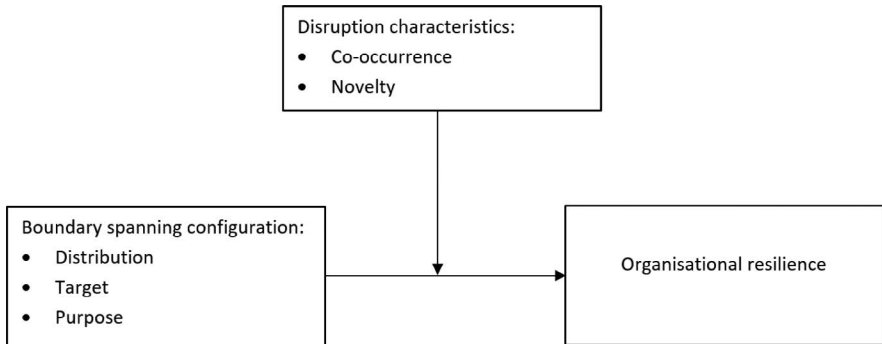 Disruption characteristics:
• Co-occurrence
• Novelty
Boundary spanning configuration:
• Distribution
• Target
• Purpose
Organisational resilience